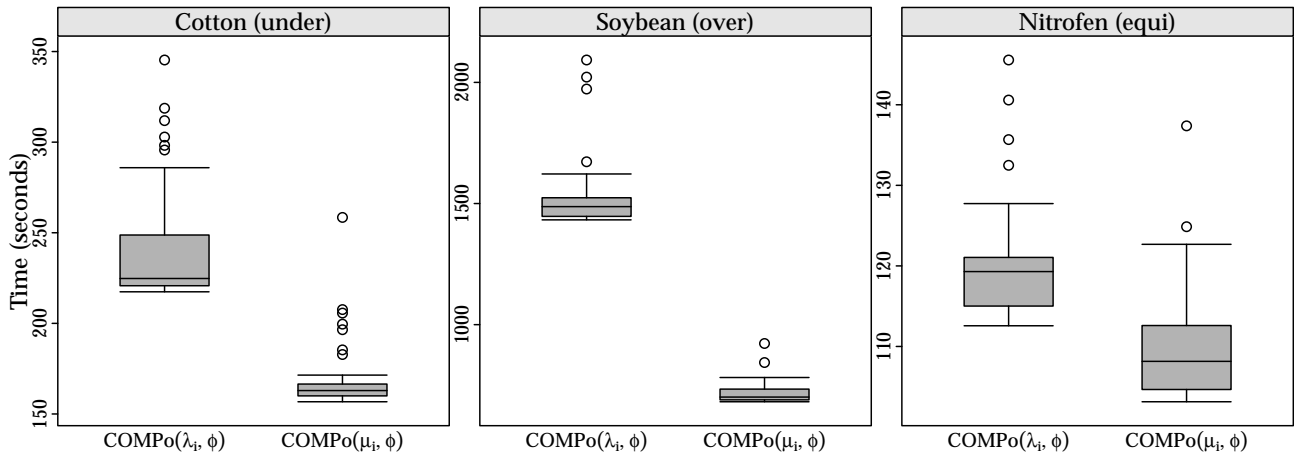 Cotton (under)
Soybean (over)
Nitrofen (equi)
Time (seconds)
350
300
250
200
150
2000
1500
1000
140
130
120
110
COMPo(λᵢ, ϕ)
COMPo(μᵢ, ϕ)
COMPo(λᵢ, ϕ)
COMPo(μᵢ, ϕ)
COMPo(λᵢ, ϕ)
COMPo(μᵢ, ϕ)